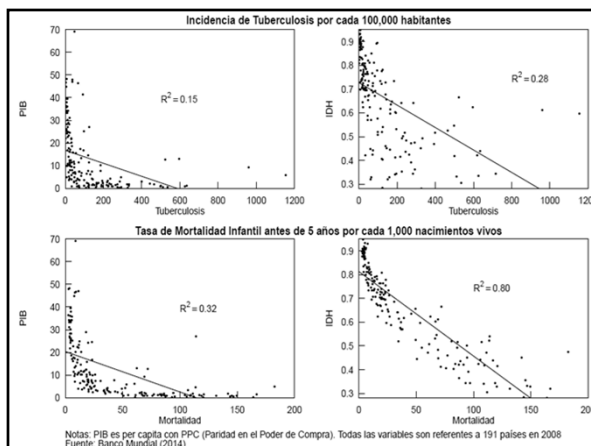 Incidencia de Tuberculosis por cada 100,000 habitantes
70
60
50
40
30
20
10
0
PIB
R² = 0.15
0 200 400 600 800 1000 1200
Tuberculosis
0.9
0.8
0.7
0.6
0.5
0.4
0.3
IDH
R² = 0.28
0 200 400 600 800 1000 1200
Tuberculosis
Tasa de Mortalidad Infantil antes de 5 años por cada 1,000 nacimientos vivos
70
60
50
40
30
20
10
0
PIB
R² = 0.32
0 50 100 150 200
Mortalidad
0.9
0.8
0.7
0.6
0.5
0.4
0.3
IDH
R² = 0.80
0 50 100 150 200
Mortalidad
Notas: PIB es per capita con PPC (Paridad en el Poder de Compra). Todas las variables son referentes a 191 países en 2008
Fuente: Banco Mundial (2014)